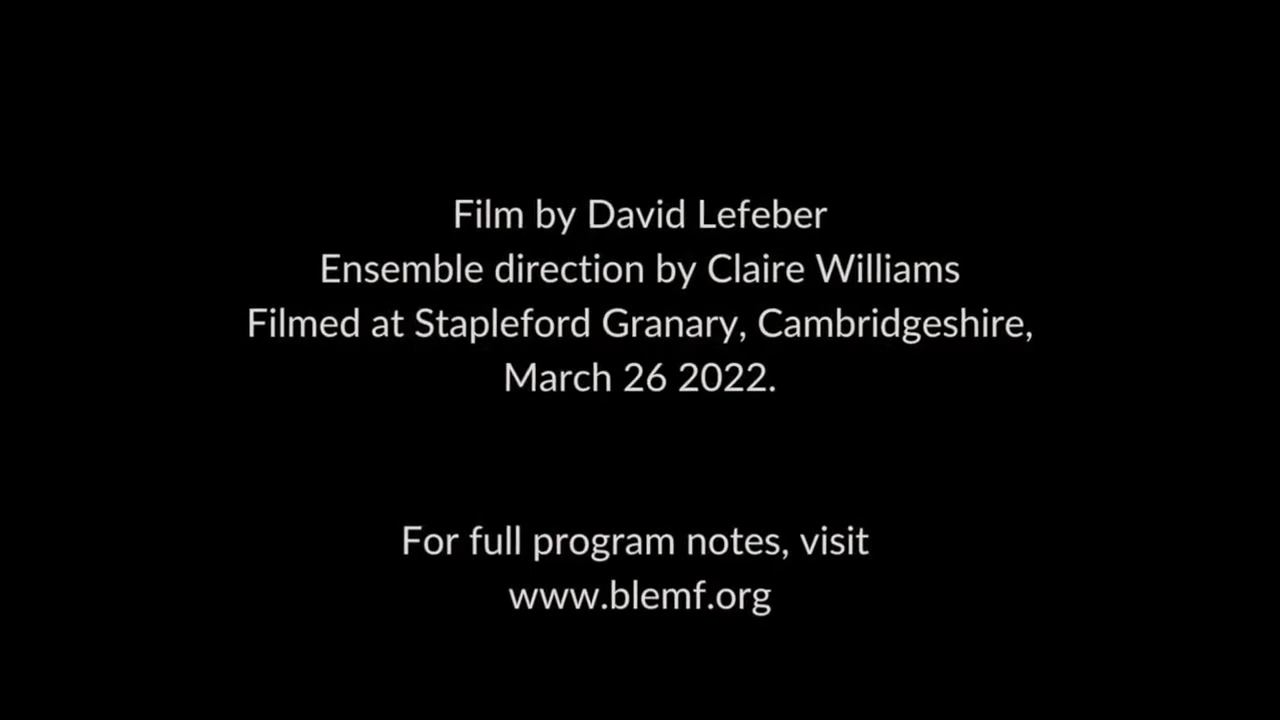 Film by David Lefeber
Ensemble direction by Claire Williams
Filmed at Stapleford Granary, Cambridgeshire,
March 26 2022.
For full program notes, visit
www.blemf.org